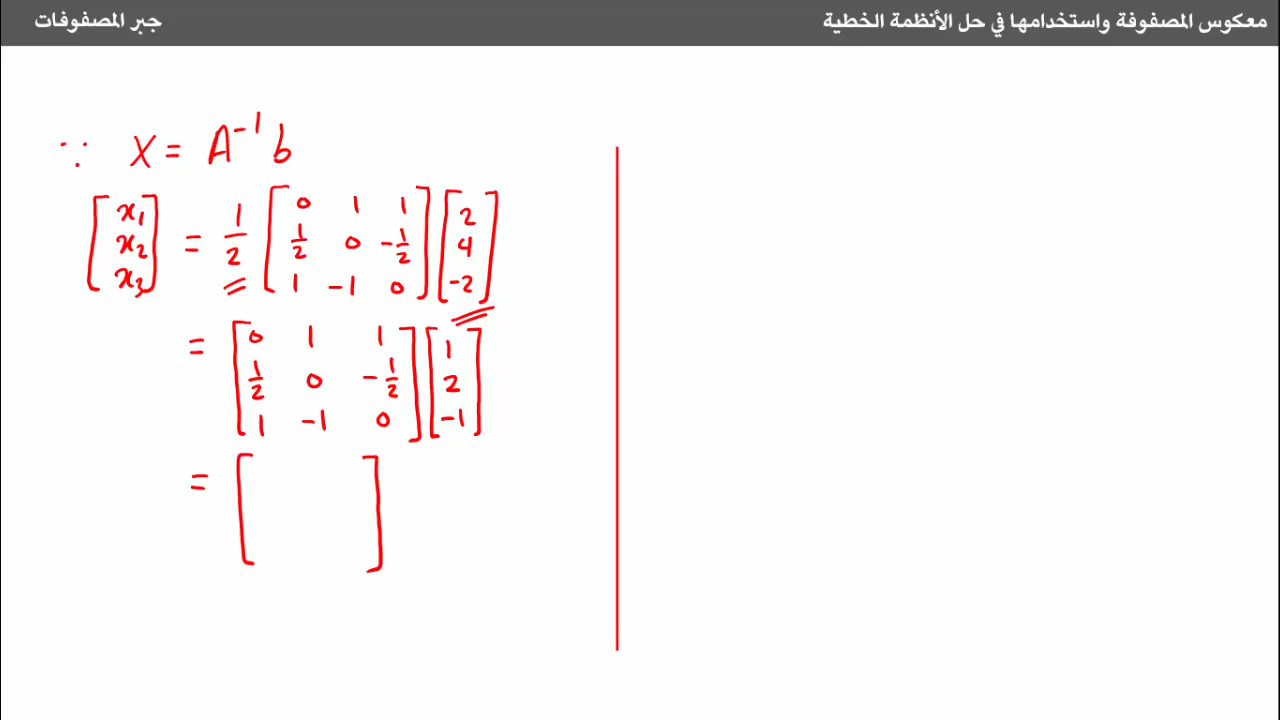 معكوس المصفوفة واستخدامها في حل الأنظمة الخطية
جبر المصفوفات
∵ X = A⁻¹ b
[x₁ x₂ x₃] = 1/2 [0 1 1; 1/2 0 -1/2; 1 -1 0] [2; 4; -2]
= [0 1 1; 1/2 0 -1/2; 1 -1 0] [1; 2; -1]
= [ ]